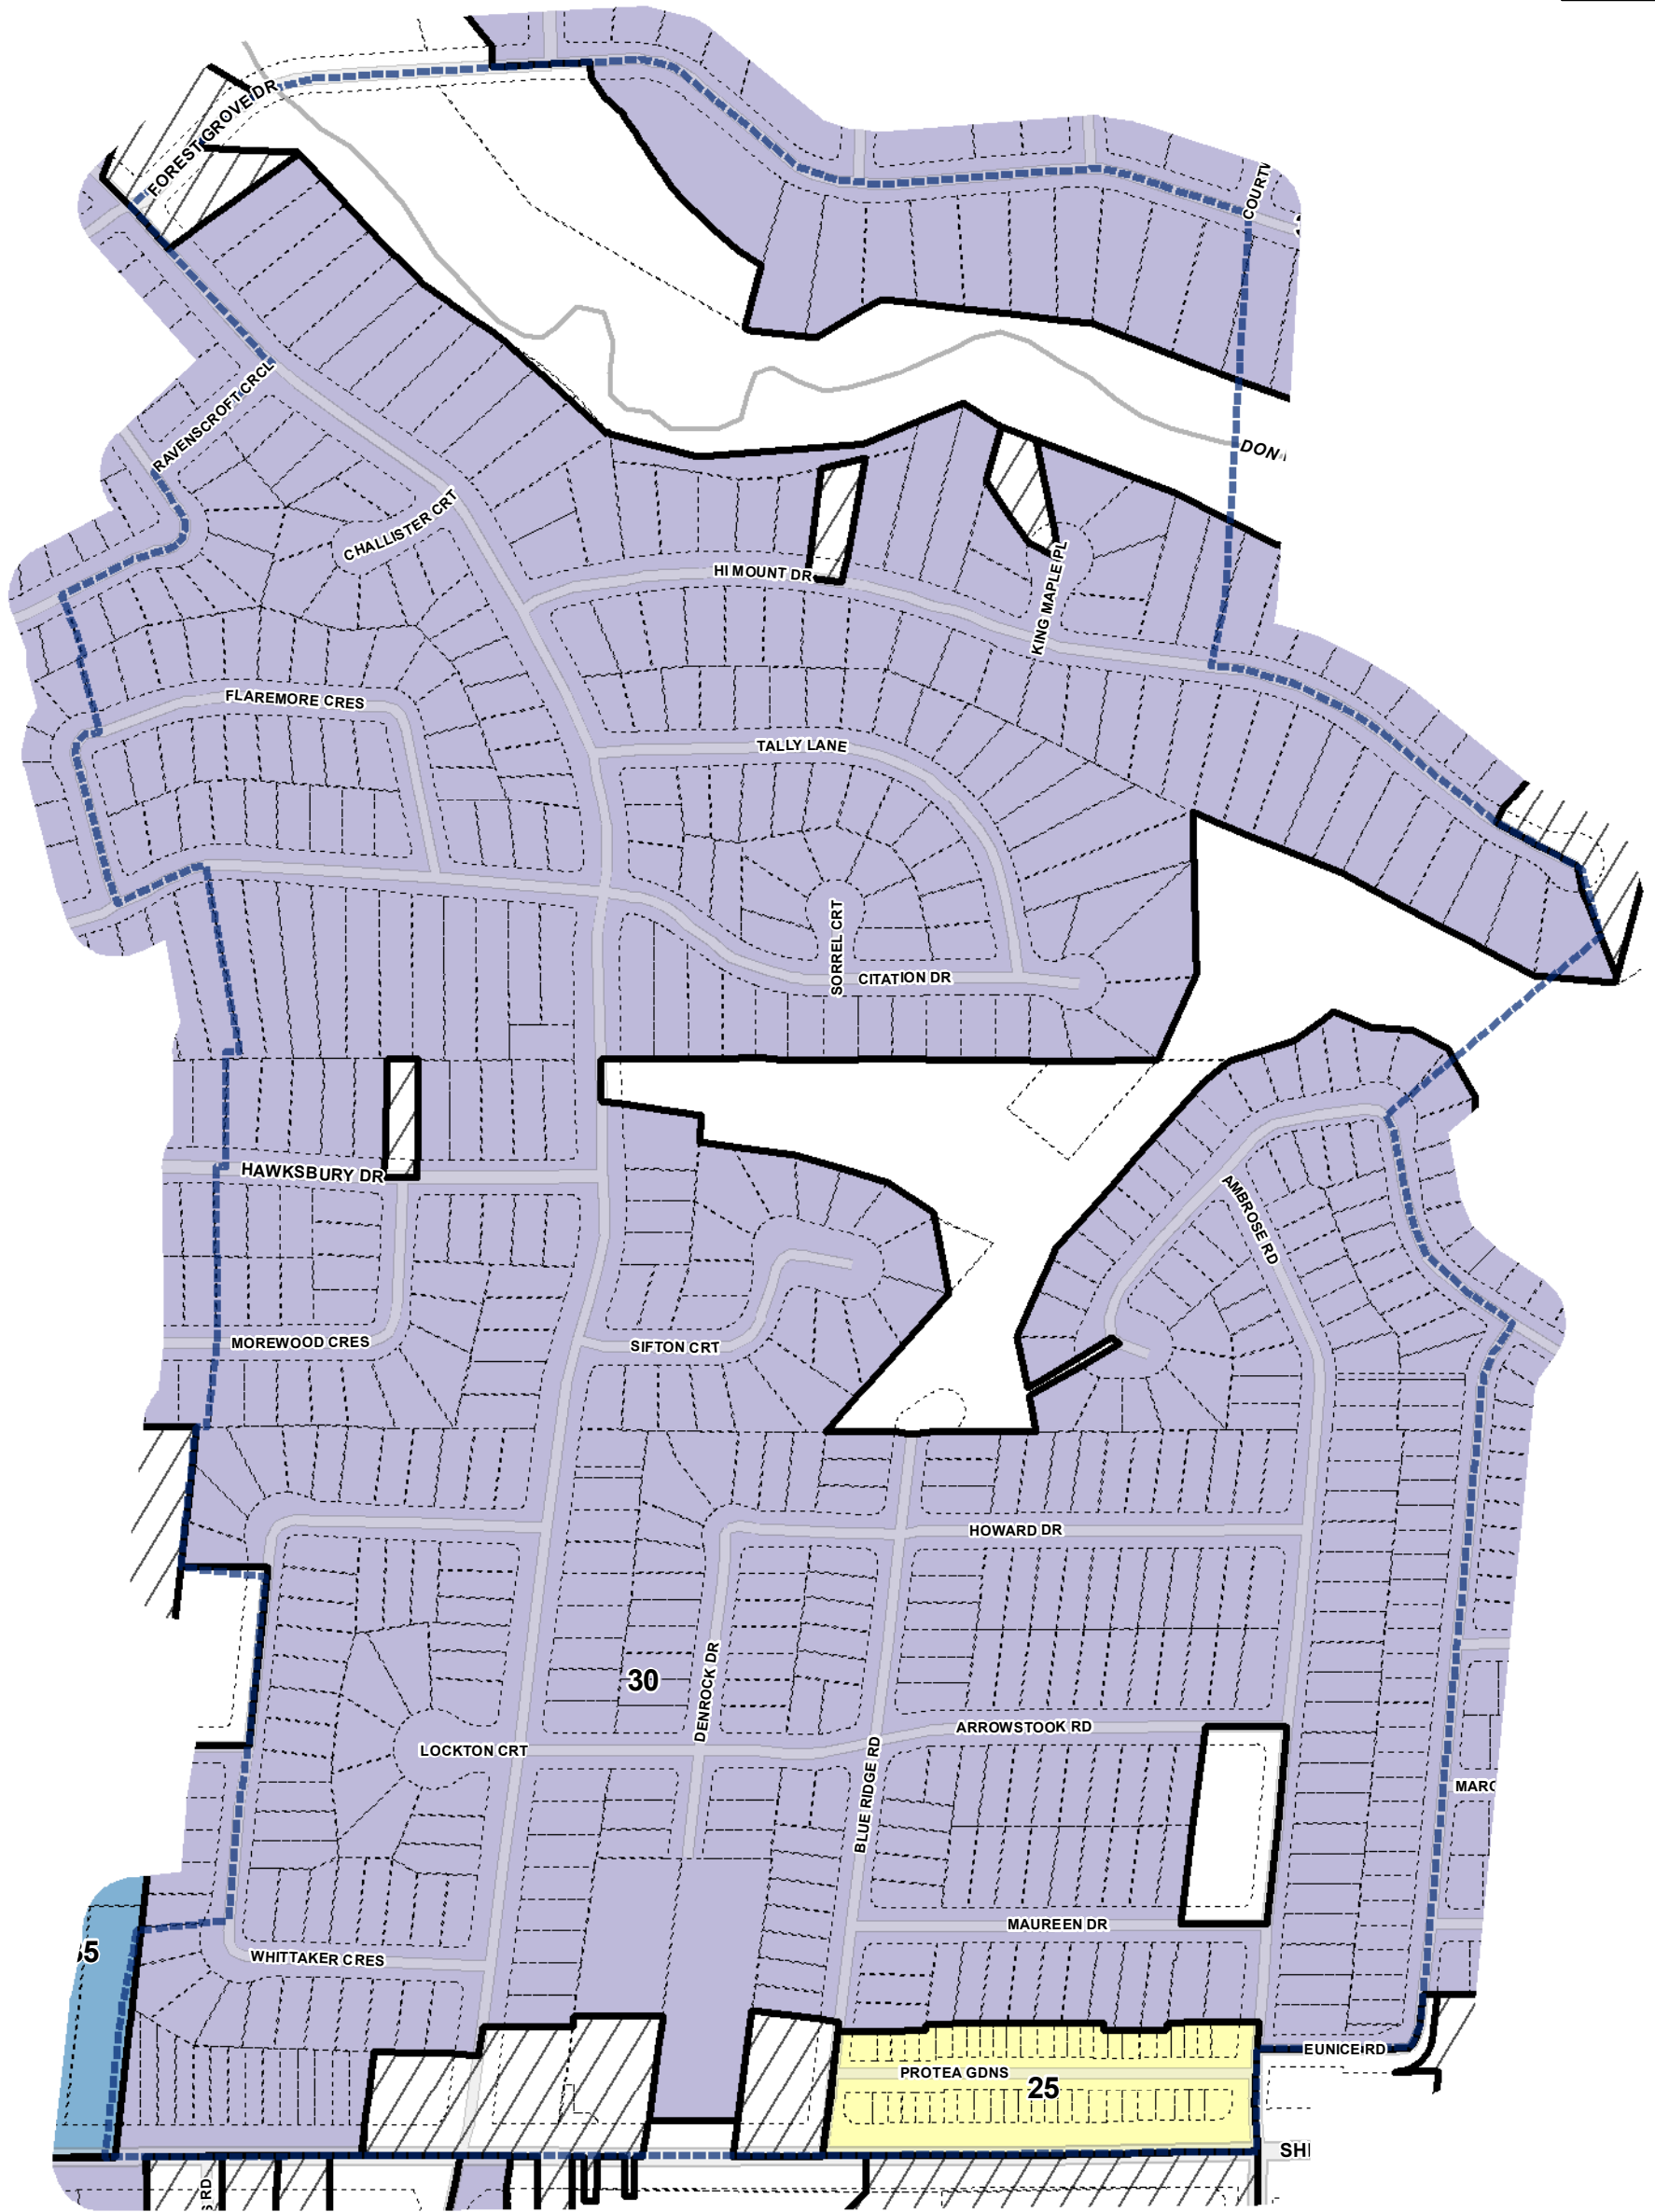 FOREST GROVE DR
COURTV
RAVENSCROFT CRCL
DON
CHALLISTER CRT
HI MOUNT DR
KING MAPLE PL
FLAREMORE CRES
TALLY LANE
SORREL CRT
CITATION DR
HAWKSBURY DR
AMBROSE RD
MOREWOOD CRES
SIFTON CRT
HOWARD DR
30
DENROCK DR
ARROWSTOOK RD
LOCKTON CRT
BLUE RIDGE RD
MARC
MAUREEN DR
5
WHITTAKER CRES
EUNICE RD
PROTEA GDNS
25
SH
S RD